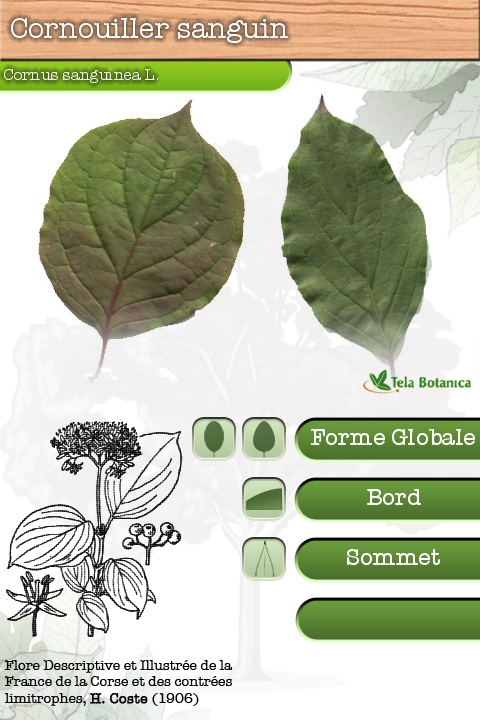 Cornouiller sanguin
Cornus sanguinea L.
Tela Botanica
Forme Globale
Bord
Sommet
Flore Descriptive et Illustrée de la
France de la Corse et des contrées
limitrophes, H. Coste (1906)